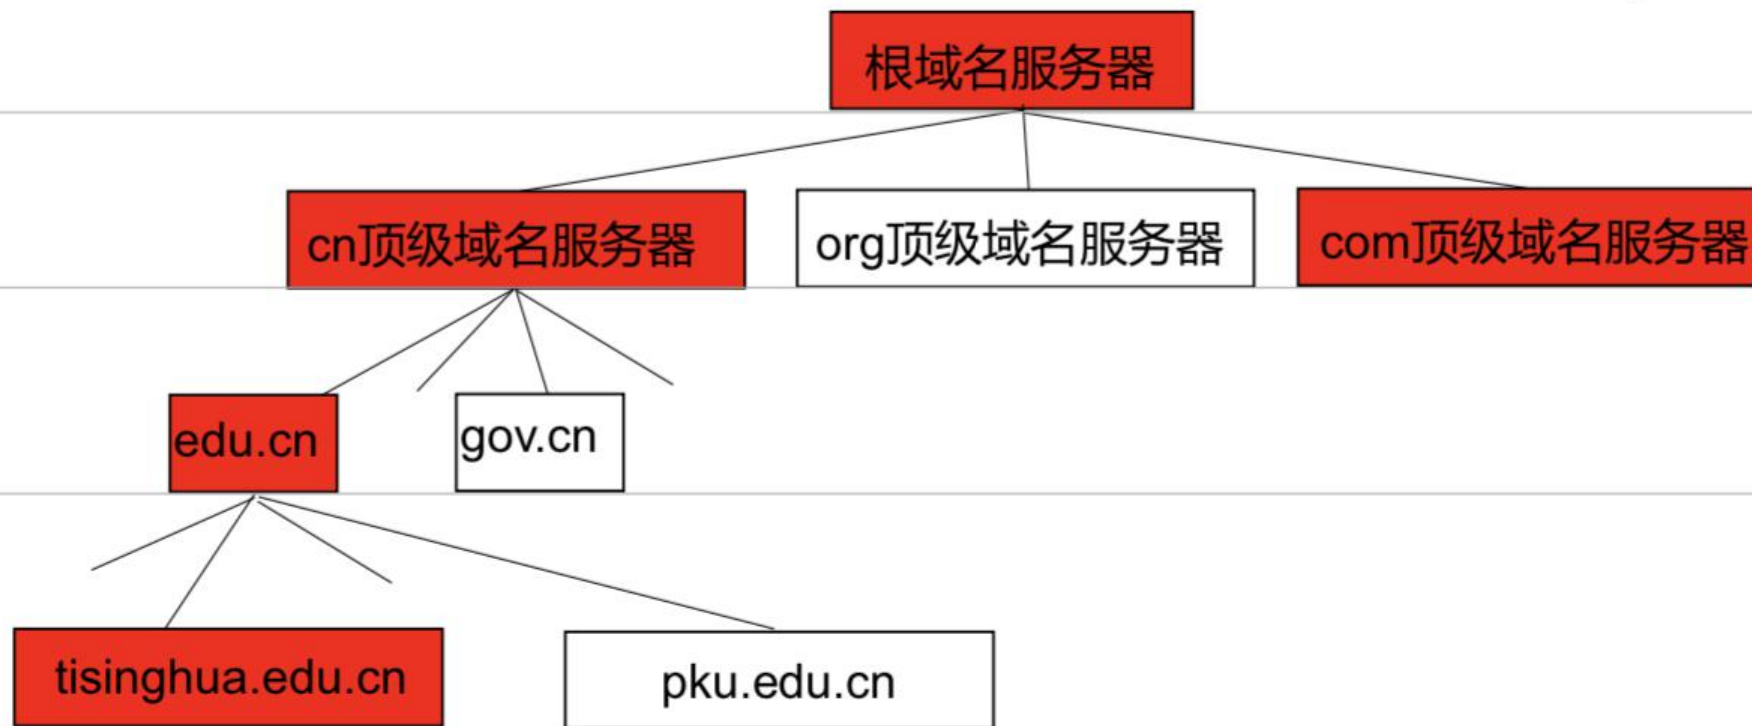 根域名服务器
cn顶级域名服务器
org顶级域名服务器
com顶级域名服务器
edu.cn
gov.cn
tisinghua.edu.cn
pku.edu.cn